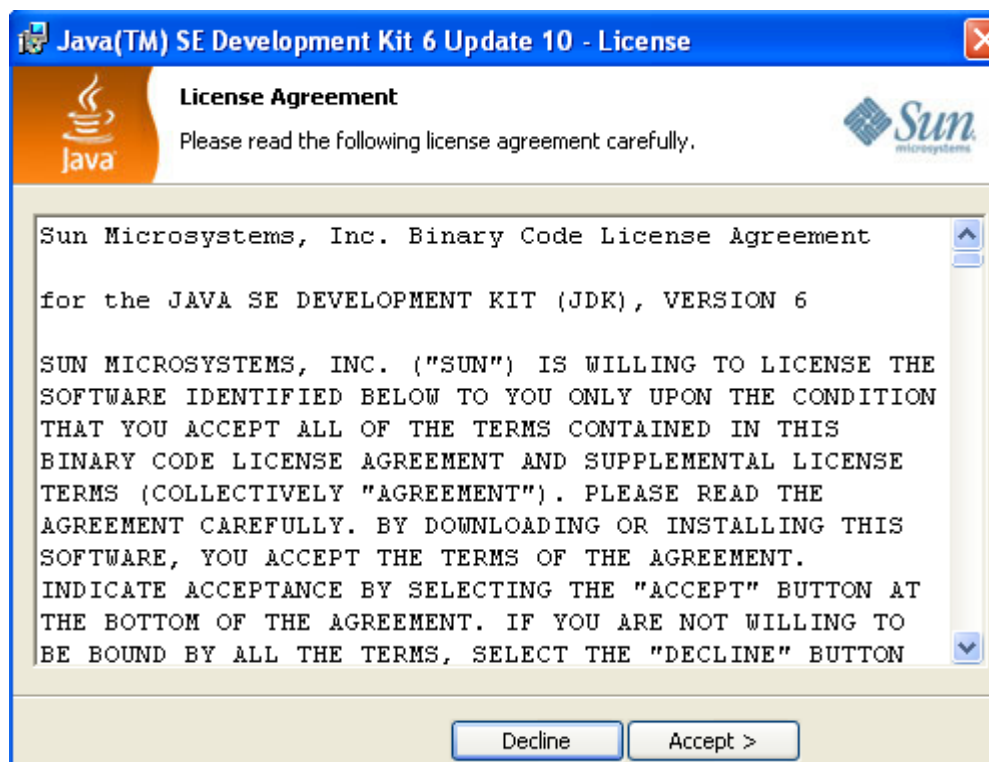 Java(TM) SE Development Kit 6 Update 10 - License
Java
License Agreement
Please read the following license agreement carefully.
Sun
microsystems
Sun Microsystems, Inc. Binary Code License Agreement
for the JAVA SE DEVELOPMENT KIT (JDK), VERSION 6
SUN MICROSYSTEMS, INC. ("SUN") IS WILLING TO LICENSE THE
SOFTWARE IDENTIFIED BELOW TO YOU ONLY UPON THE CONDITION
THAT YOU ACCEPT ALL OF THE TERMS CONTAINED IN THIS
BINARY CODE LICENSE AGREEMENT AND SUPPLEMENTAL LICENSE
TERMS (COLLECTIVELY "AGREEMENT"). PLEASE READ THE
AGREEMENT CAREFULLY. BY DOWNLOADING OR INSTALLING THIS
SOFTWARE, YOU ACCEPT THE TERMS OF THE AGREEMENT.
INDICATE ACCEPTANCE BY SELECTING THE "ACCEPT" BUTTON AT
THE BOTTOM OF THE AGREEMENT. IF YOU ARE NOT WILLING TO
BE BOUND BY ALL THE TERMS, SELECT THE "DECLINE" BUTTON
Decline
Accept >